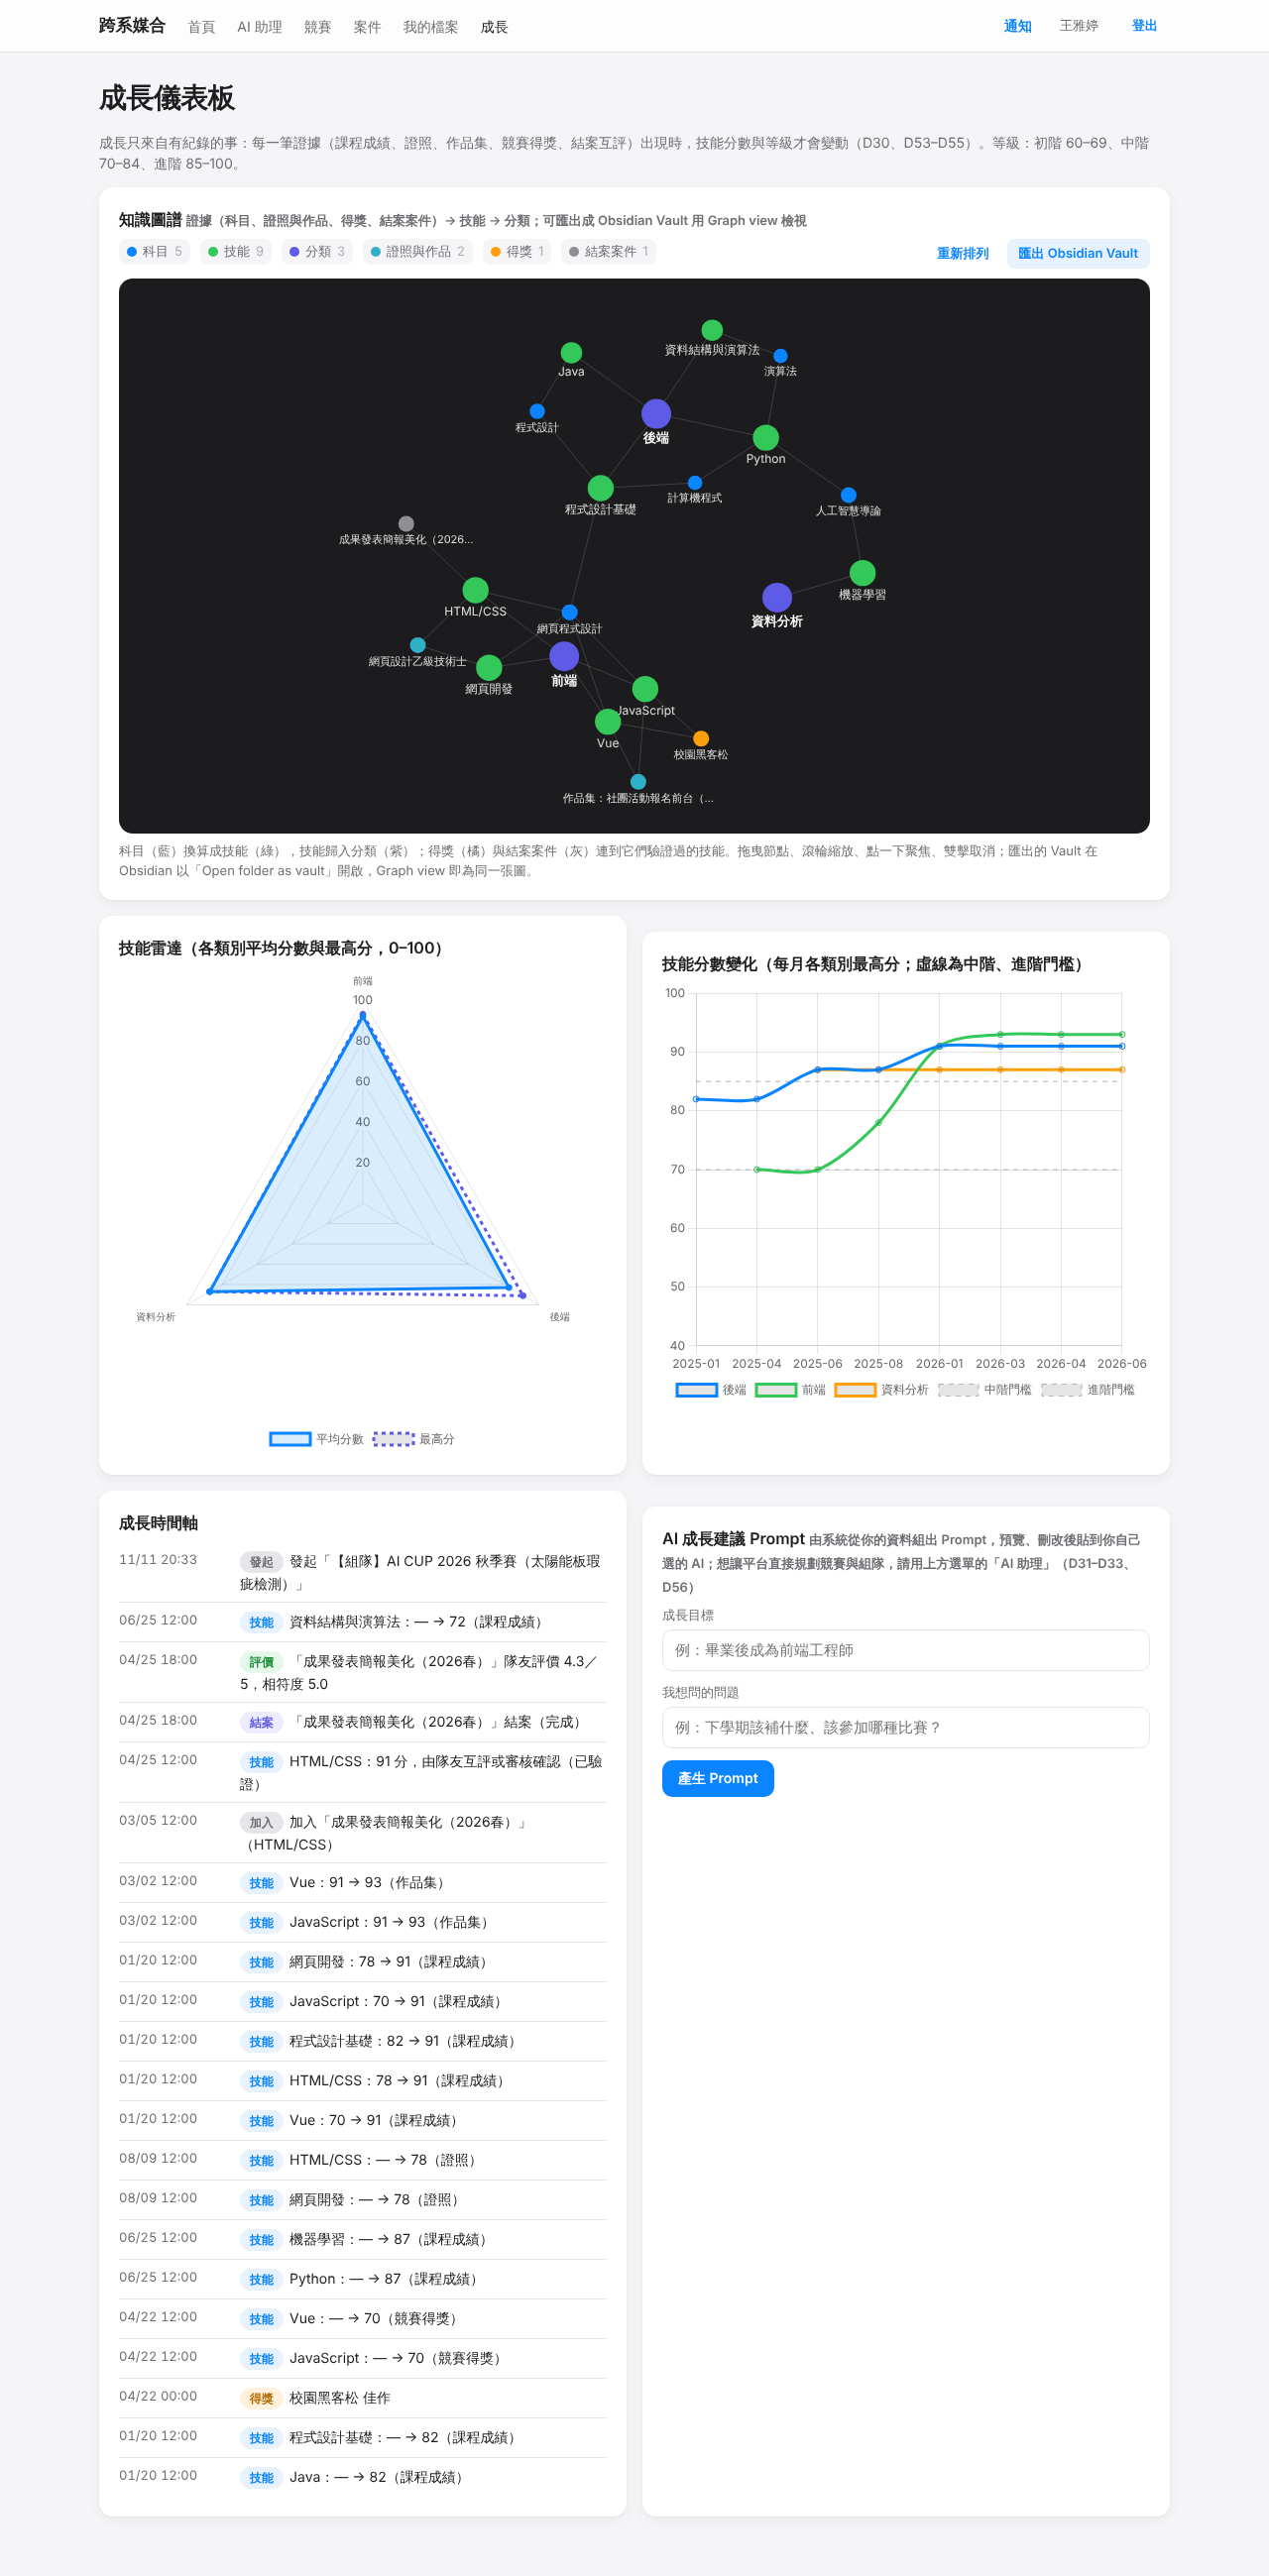 跨系媒合 首頁 AI 助理 競賽 案件 我的檔案 成長 通知 王雅婷 登出
成長儀表板
成長只來自有紀錄的事：每一筆證據（課程成績、證照、作品集、競賽得獎、結案互評）出現時，技能分數與等級才會變動（D30、D53–D55）。等級：初階 60–69、中階
70–84、進階 85–100。
知識圖譜 證據（科目、證照與作品、得獎、結案案件）→ 技能 → 分類；可匯出成 Obsidian Vault 用 Graph view 檢視
科目 5 技能 9 分類 3 證照與作品 2 得獎 1 結案案件 1 重新排列 匯出 Obsidian Vault
資料結構與演算法
Java
演算法
程式設計
後端
Python
計算機程式
程式設計基礎
人工智慧導論
成果發表簡報美化（2026…
機器學習
HTML/CSS
資料分析
網頁程式設計
網頁設計乙級技術士
前端
網頁開發
JavaScript
Vue
校園黑客松
作品集：社團活動報名前台（…
科目（藍）換算成技能（綠），技能歸入分類（紫）；得獎（橘）與結案案件（灰）連到它們驗證過的技能。拖曳節點、滾輪縮放、點一下聚焦、雙擊取消；匯出的 Vault 在
Obsidian 以「Open folder as vault」開啟，Graph view 即為同一張圖。
技能雷達（各類別平均分數與最高分，0–100）
前端
100
80
60
40
20
資料分析 後端
平均分數 最高分
技能分數變化（每月各類別最高分；虛線為中階、進階門檻）
100
90
80
70
60
50
40
2025-01 2025-04 2025-06 2025-08 2026-01 2026-03 2026-04 2026-06
後端 前端 資料分析 中階門檻 進階門檻
成長時間軸
11/11 20:33 發起 發起「【組隊】AI CUP 2026 秋季賽（太陽能板瑕
疵檢測）」
06/25 12:00 技能 資料結構與演算法：— → 72（課程成績）
04/25 18:00 評價 「成果發表簡報美化（2026春）」隊友評價 4.3／
5，相符度 5.0
04/25 18:00 結案 「成果發表簡報美化（2026春）」結案（完成）
04/25 12:00 技能 HTML/CSS：91 分，由隊友互評或審核確認（已驗
證）
03/05 12:00 加入 加入「成果發表簡報美化（2026春）」
（HTML/CSS）
03/02 12:00 技能 Vue：91 → 93（作品集）
03/02 12:00 技能 JavaScript：91 → 93（作品集）
01/20 12:00 技能 網頁開發：78 → 91（課程成績）
01/20 12:00 技能 JavaScript：70 → 91（課程成績）
01/20 12:00 技能 程式設計基礎：82 → 91（課程成績）
01/20 12:00 技能 HTML/CSS：78 → 91（課程成績）
01/20 12:00 技能 Vue：70 → 91（課程成績）
08/09 12:00 技能 HTML/CSS：— → 78（證照）
08/09 12:00 技能 網頁開發：— → 78（證照）
06/25 12:00 技能 機器學習：— → 87（課程成績）
06/25 12:00 技能 Python：— → 87（課程成績）
04/22 12:00 技能 Vue：— → 70（競賽得獎）
04/22 12:00 技能 JavaScript：— → 70（競賽得獎）
04/22 00:00 得獎 校園黑客松 佳作
01/20 12:00 技能 程式設計基礎：— → 82（課程成績）
01/20 12:00 技能 Java：— → 82（課程成績）
AI 成長建議 Prompt 由系統從你的資料組出 Prompt，預覽、刪改後貼到你自己
選的 AI；想讓平台直接規劃競賽與組隊，請用上方選單的「AI 助理」（D31–D33、
D56）
成長目標
例：畢業後成為前端工程師
我想問的問題
例：下學期該補什麼、該參加哪種比賽？
產生 Prompt